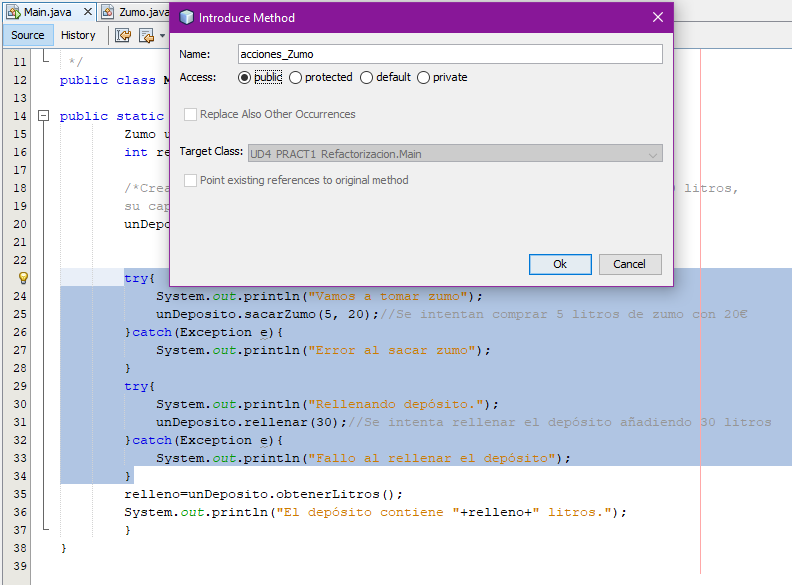 Main.java
Zumo.java
Source
History
Introduce Method
Name:
acciones_Zumo
Access:
public
protected
default
private
Replace Also Other Occurrences
Target Class:
UD4_PRACT1_Refactorizacion.Main
Point existing references to original method
Ok
Cancel
11 */
12 public class
13
14 public static
15 Zumo
16 int
17
18 /*Crea litros,
19 su
20 unDepo
21
22
try{
24 System.out.println("Vamos a tomar zumo");
25 unDeposito.sacarZumo(5, 20);//Se intentan comprar 5 litros de zumo con 20€
26 }catch(Exception e){
27 System.out.println("Error al sacar zumo");
28 }
29 try{
30 System.out.println("Rellenando depósito.");
31 unDeposito.rellenar(30);//Se intenta rellenar el depósito añadiendo 30 litros
32 }catch(Exception e){
33 System.out.println("Fallo al rellenar el depósito");
34 }
35 relleno=unDeposito.obtenerLitros();
36 System.out.println("El depósito contiene "+relleno+" litros.");
37 }
38 }
39